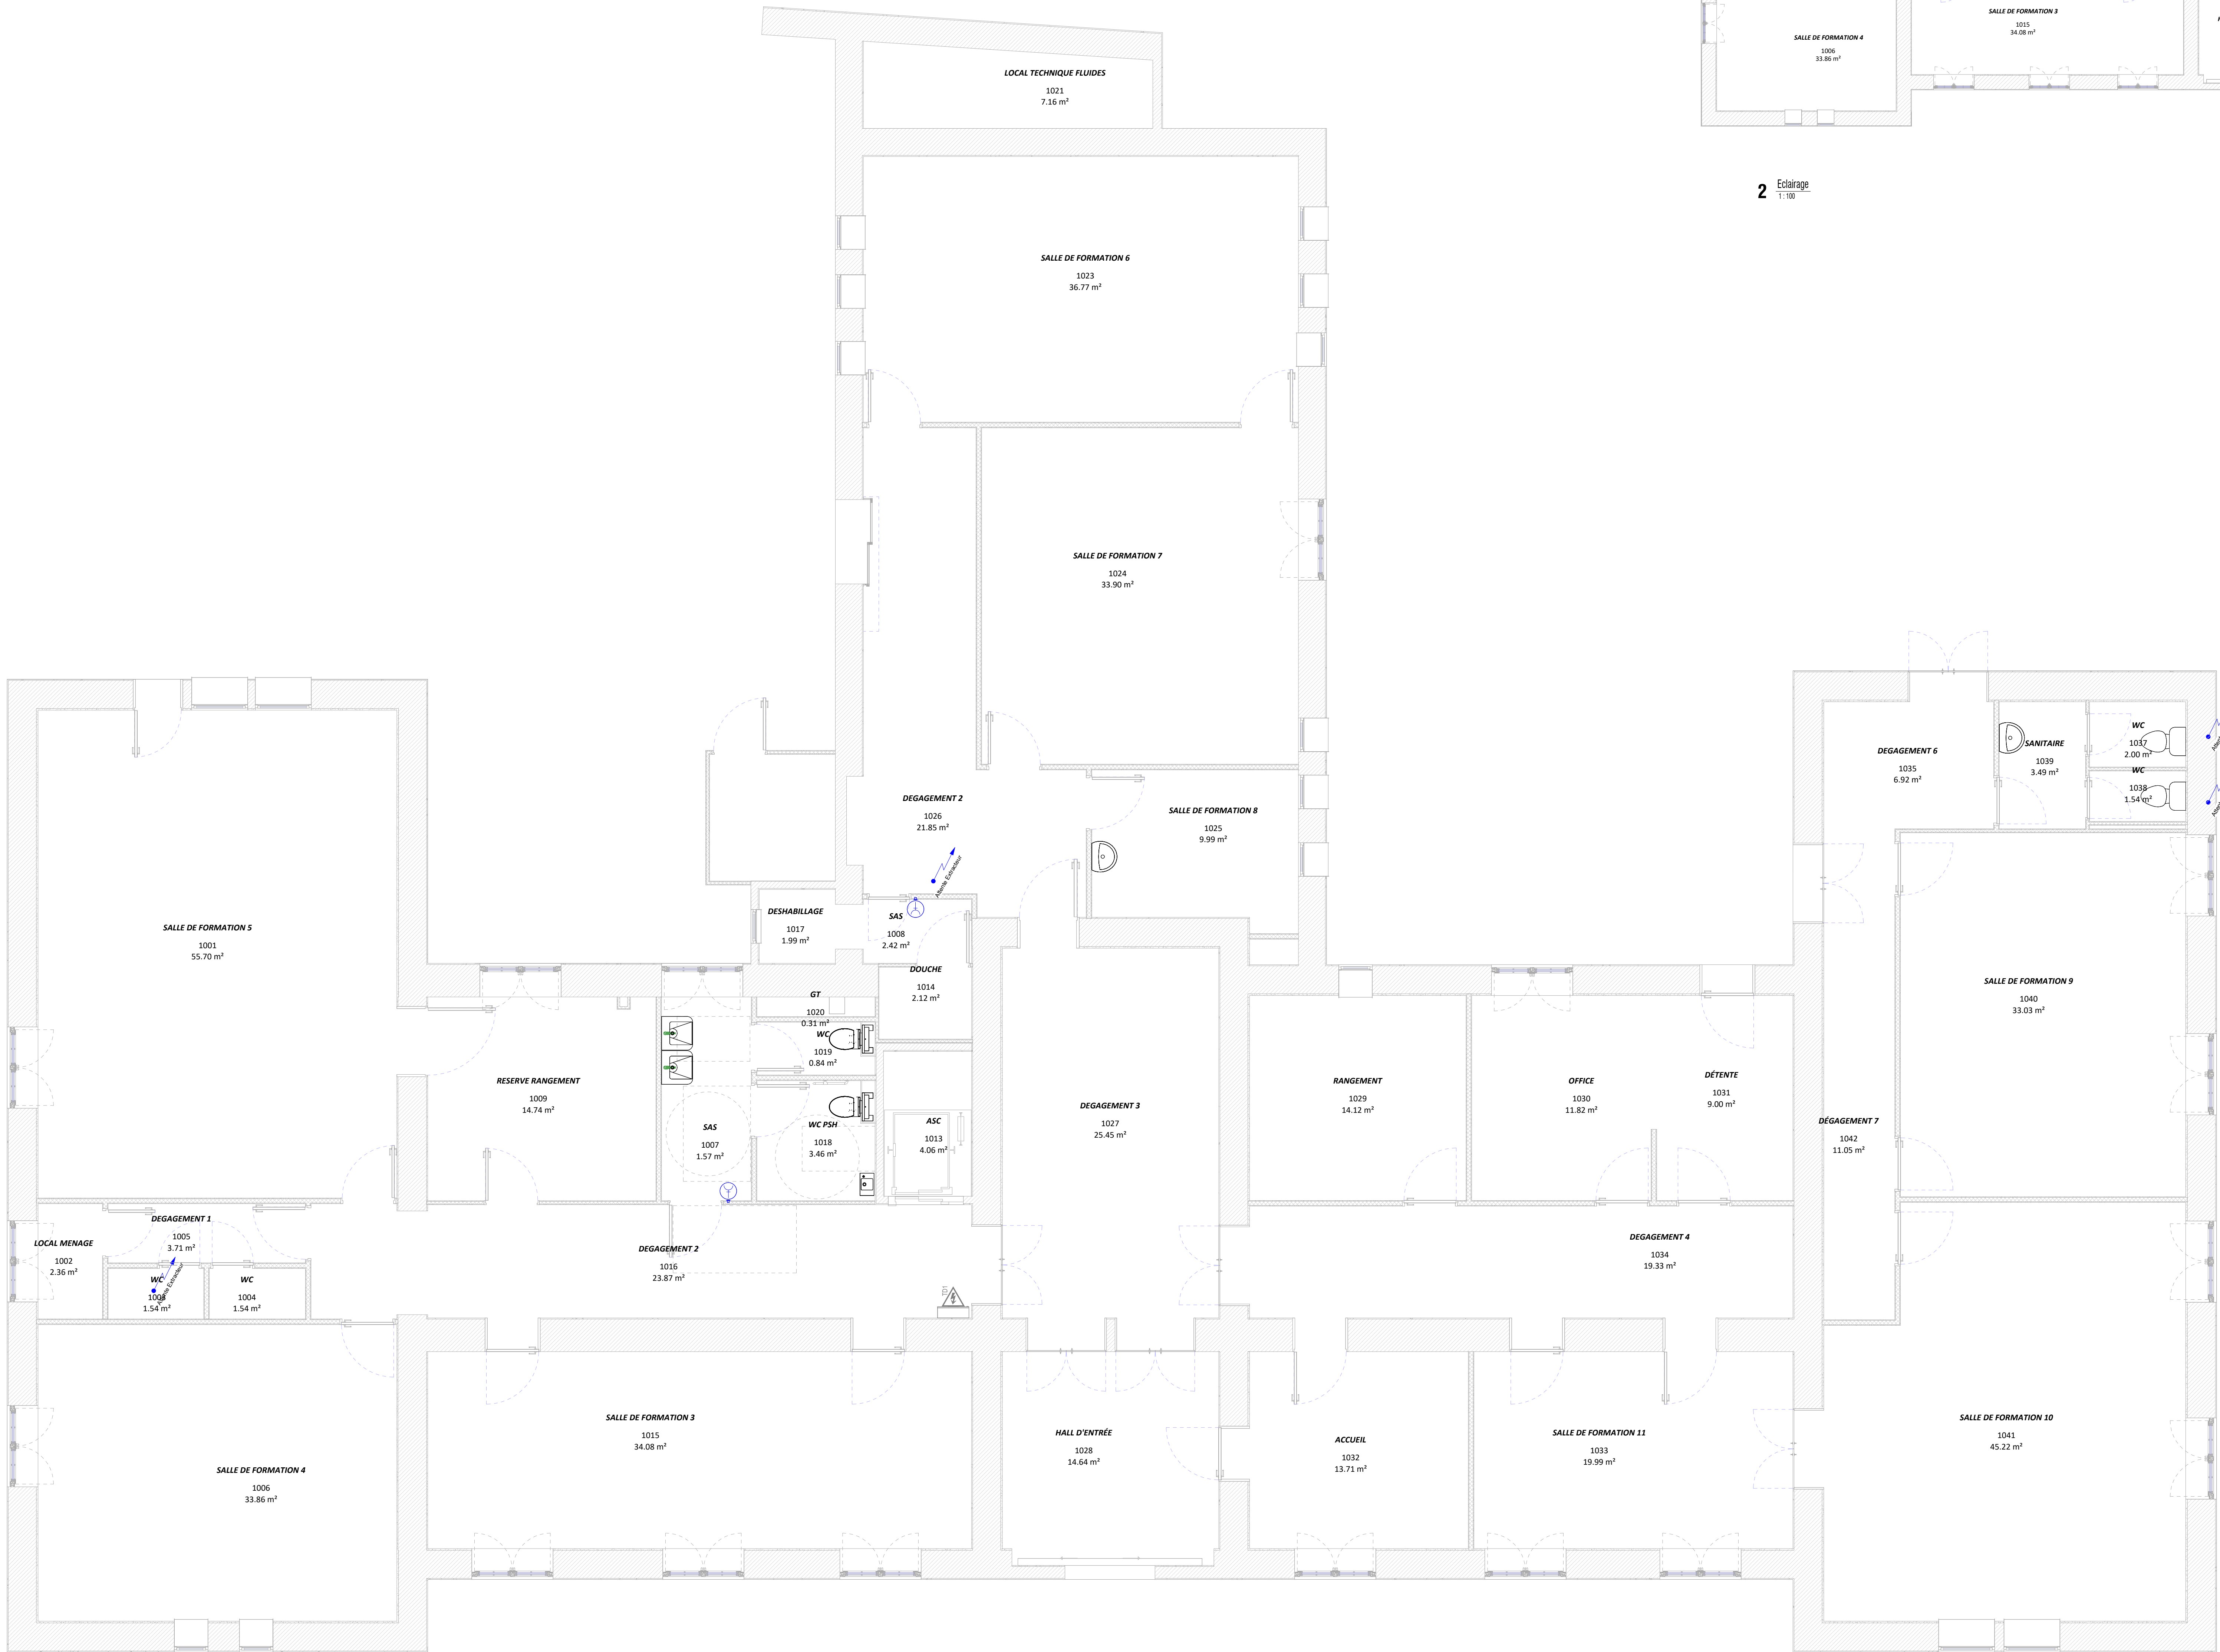 SALLE DE FORMATION 3
1015
34.08 m²
SALLE DE FORMATION 4
1006
33.86 m²
2 Eclairage
1 : 100
LOCAL TECHNIQUE FLUIDES
1021
7.16 m²
SALLE DE FORMATION 6
1023
36.77 m²
SALLE DE FORMATION 7
1024
33.90 m²
DEGAGEMENT 2
1026
21.85 m²
SALLE DE FORMATION 8
1025
9.99 m²
Attente Extracteur
DEGAGEMENT 6
1035
6.92 m²
SANITAIRE
1039
3.49 m²
WC
1037
2.00 m²
WC
1038
1.54 m²
SALLE DE FORMATION 5
1001
55.70 m²
DESHABILLAGE
1017
1.99 m²
SAS
1008
2.42 m²
DOUCHE
1014
2.12 m²
GT
1020
0.31 m²
WC
1019
0.84 m²
SALLE DE FORMATION 9
1040
33.03 m²
RESERVE RANGEMENT
1009
14.74 m²
SAS
1007
1.57 m²
WC PSH
1018
3.46 m²
ASC
1013
4.06 m²
DEGAGEMENT 3
1027
25.45 m²
RANGEMENT
1029
14.12 m²
OFFICE
1030
11.82 m²
DÉTENTE
1031
9.00 m²
DÉGAGEMENT 7
1042
11.05 m²
DEGAGEMENT 1
1005
3.71 m²
LOCAL MENAGE
1002
2.36 m²
WC
1003
1.54 m²
Attente Extracteur
WC
1004
1.54 m²
DEGAGEMENT 2
1016
23.87 m²
DEGAGEMENT 4
1034
19.33 m²
SALLE DE FORMATION 4
1006
33.86 m²
SALLE DE FORMATION 3
1015
34.08 m²
HALL D'ENTRÉE
1028
14.64 m²
ACCUEIL
1032
13.71 m²
SALLE DE FORMATION 11
1033
19.99 m²
SALLE DE FORMATION 10
1041
45.22 m²